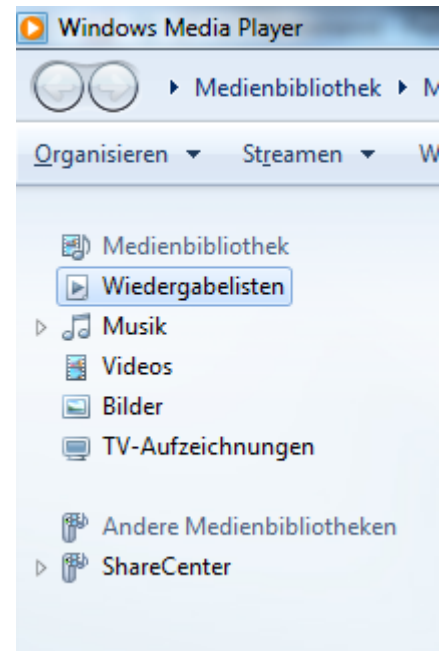 Windows Media Player
Medienbibliothek
Organisieren Streamen
Medienbibliothek
Wiedergabelisten
Musik
Videos
Bilder
TV-Aufzeichnungen
Andere Medienbibliotheken
ShareCenter